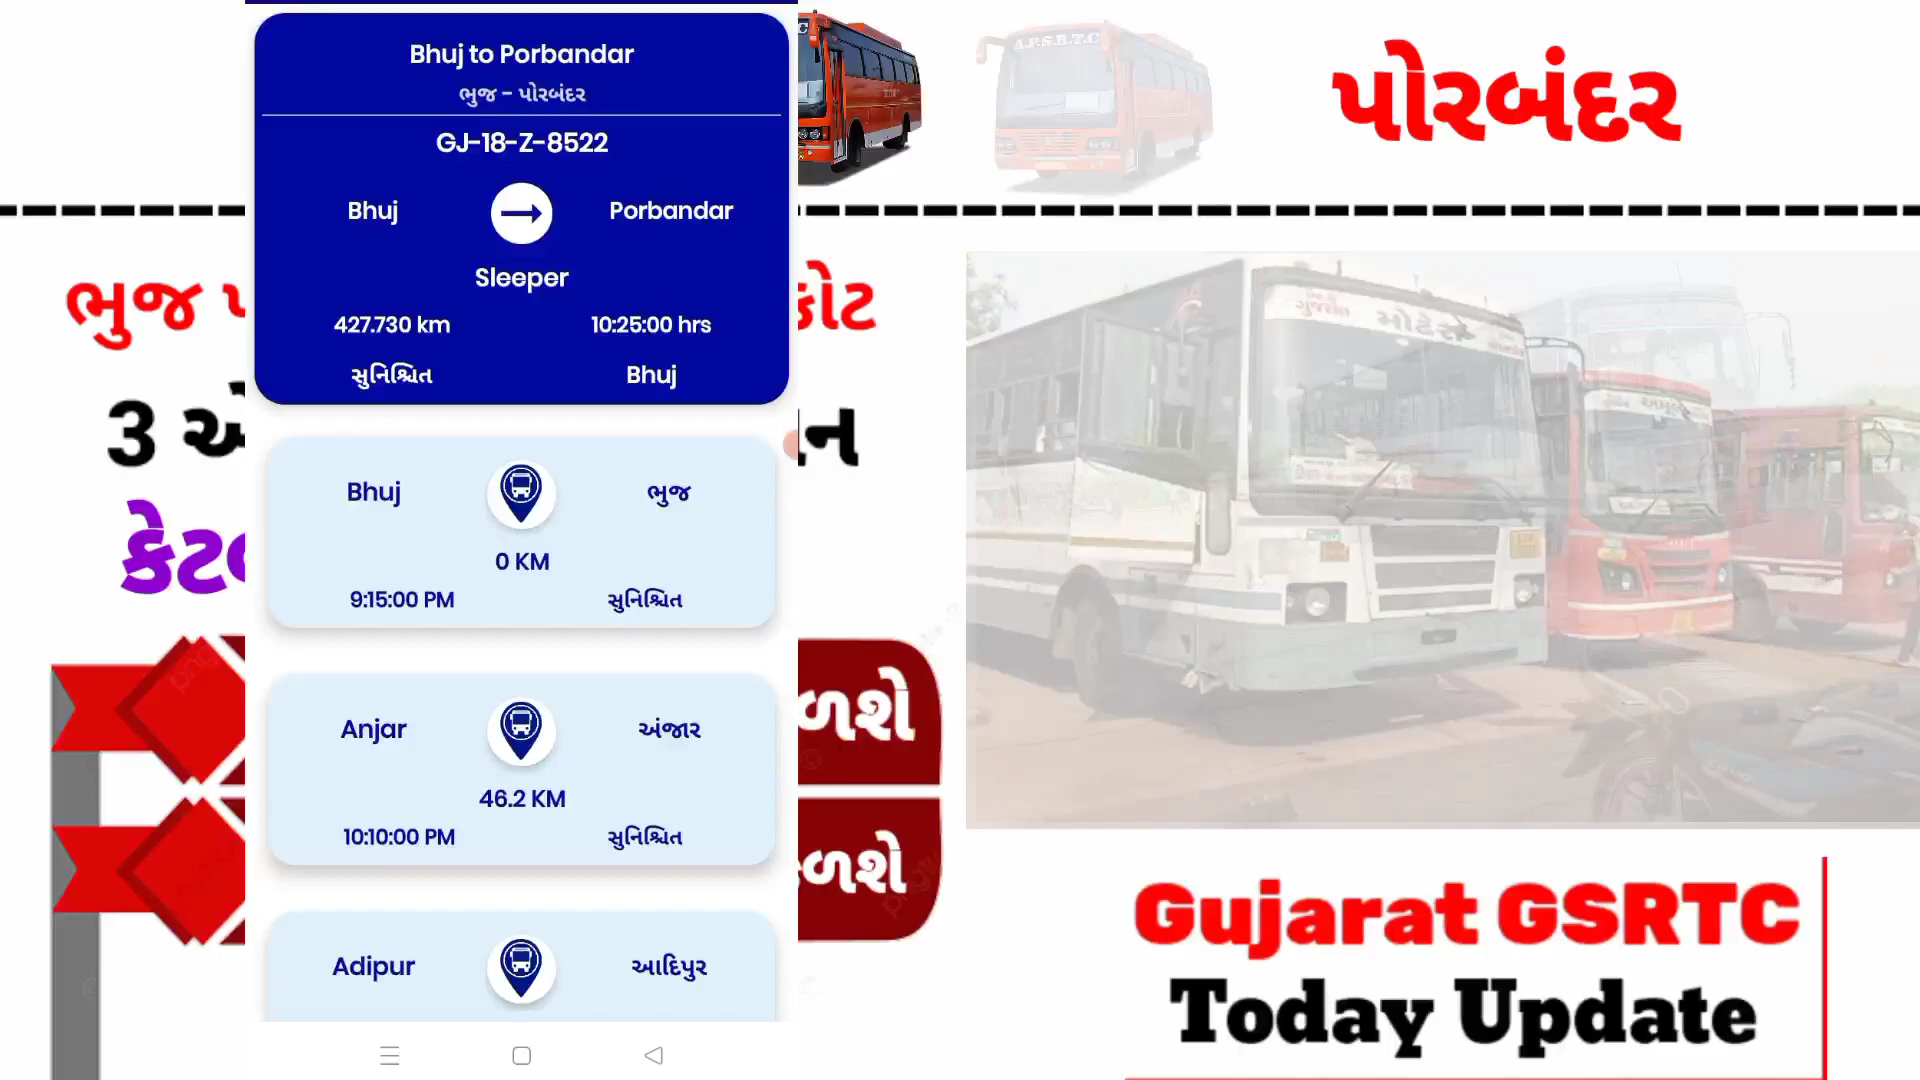 Bhuj to Porbandar
ભુજ - પોરબંદર
GJ-18-Z-8522
Bhuj
Porbandar
Sleeper
427.730 km
10:25:00 hrs
સુનિશ્ચિત
Bhuj
Bhuj
ભુજ
0 KM
9:15:00 PM
સુનિશ્ચિત
Anjar
અંજાર
46.2 KM
10:10:00 PM
સુનિશ્ચિત
Adipur
આદિપુર
A.P.S.R.T.C
પોરબંદર
ભુજ
3
ળશે
ળશે
Gujarat GSRTC
Today Update